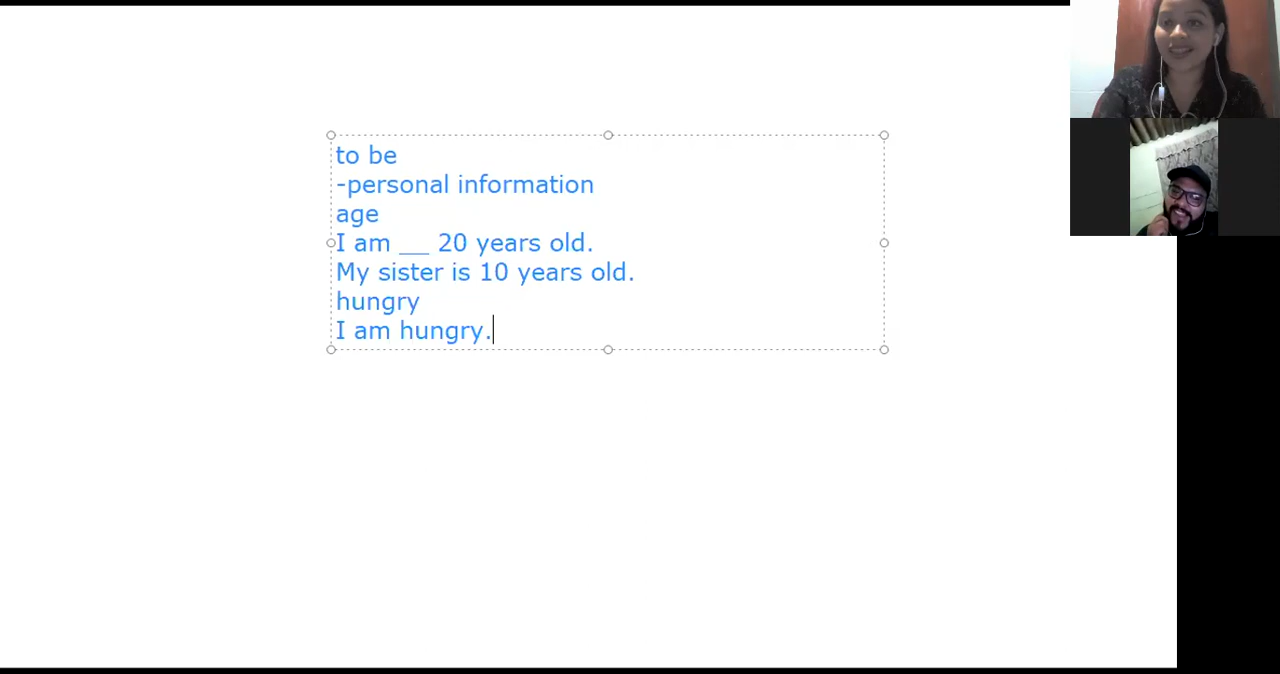 to be
-personal information
age
I am __ 20 years old.
My sister is 10 years old.
hungry
I am hungry.